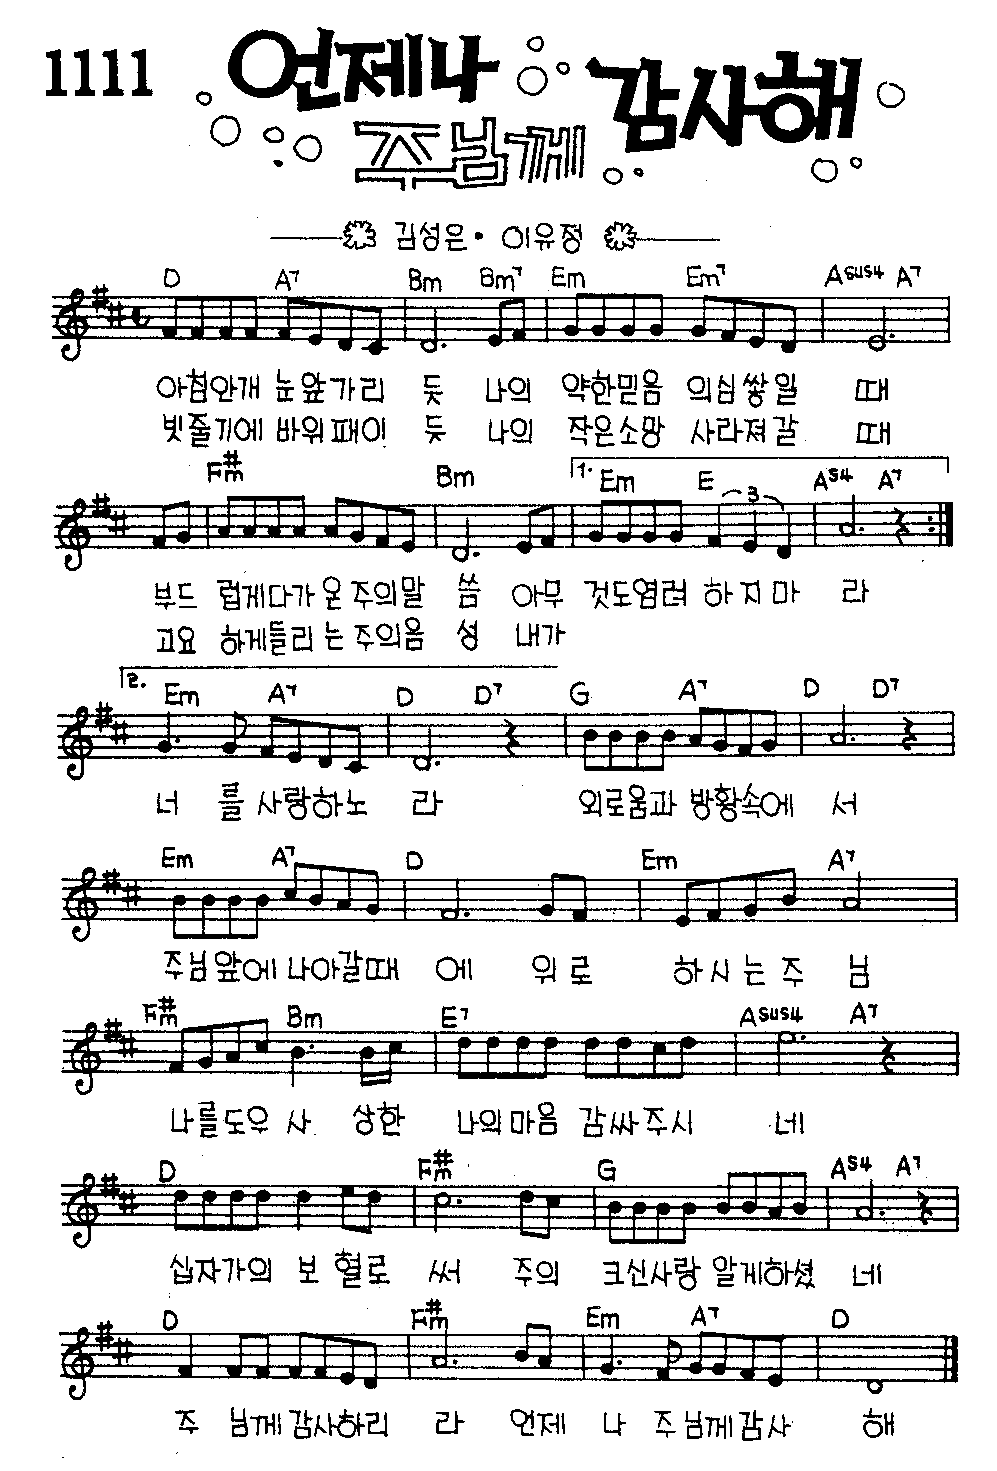 1111
언제나 감사해
주님께
김성은 · 이유정
D A7 Bm Bm7 Em Em7 Asus4 A7
아침안개 눈앞가리 듯 나의 약한믿음 의심쌓일 때
빗줄기에 바위패이 듯 나의 작은소망 사라져갈 때
F#m Bm 1. Em E 3 AS4 A7
부드 럽게다가 온 주의말 씀 아무 것도염려 하지마 라
고요 하게들리 는 주의음 성 내가
2. Em A7 D D7 G A7 D D7
너 를 사랑하노 라 외로움과 방황속에 서
Em A7 D Em A7
주님앞에 나아갈때 에 위로 하시는주 님
F#m Bm E7 Asus4 A7
나를도우 사 상한 나의마음 감싸주시 네
D F#m G AS4 A7
십자가의 보 혈로 써 주의 크신사랑 알게하셨 네
D F#m Em A7 D
주 님께 감사하리 라 언제 나 주님께감사 해